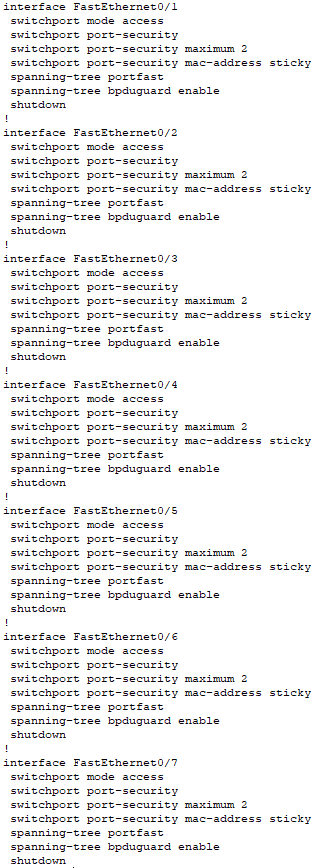 interface FastEthernet0/1
 switchport mode access
 switchport port-security
 switchport port-security maximum 2
 switchport port-security mac-address sticky
 spanning-tree portfast
 spanning-tree bpduguard enable
 shutdown
!
interface FastEthernet0/2
 switchport mode access
 switchport port-security
 switchport port-security maximum 2
 switchport port-security mac-address sticky
 spanning-tree portfast
 spanning-tree bpduguard enable
 shutdown
!
interface FastEthernet0/3
 switchport mode access
 switchport port-security
 switchport port-security maximum 2
 switchport port-security mac-address sticky
 spanning-tree portfast
 spanning-tree bpduguard enable
 shutdown
!
interface FastEthernet0/4
 switchport mode access
 switchport port-security
 switchport port-security maximum 2
 switchport port-security mac-address sticky
 spanning-tree portfast
 spanning-tree bpduguard enable
 shutdown
!
interface FastEthernet0/5
 switchport mode access
 switchport port-security
 switchport port-security maximum 2
 switchport port-security mac-address sticky
 spanning-tree portfast
 spanning-tree bpduguard enable
 shutdown
!
interface FastEthernet0/6
 switchport mode access
 switchport port-security
 switchport port-security maximum 2
 switchport port-security mac-address sticky
 spanning-tree portfast
 spanning-tree bpduguard enable
 shutdown
!
interface FastEthernet0/7
 switchport mode access
 switchport port-security
 switchport port-security maximum 2
 switchport port-security mac-address sticky
 spanning-tree portfast
 spanning-tree bpduguard enable
 shutdown